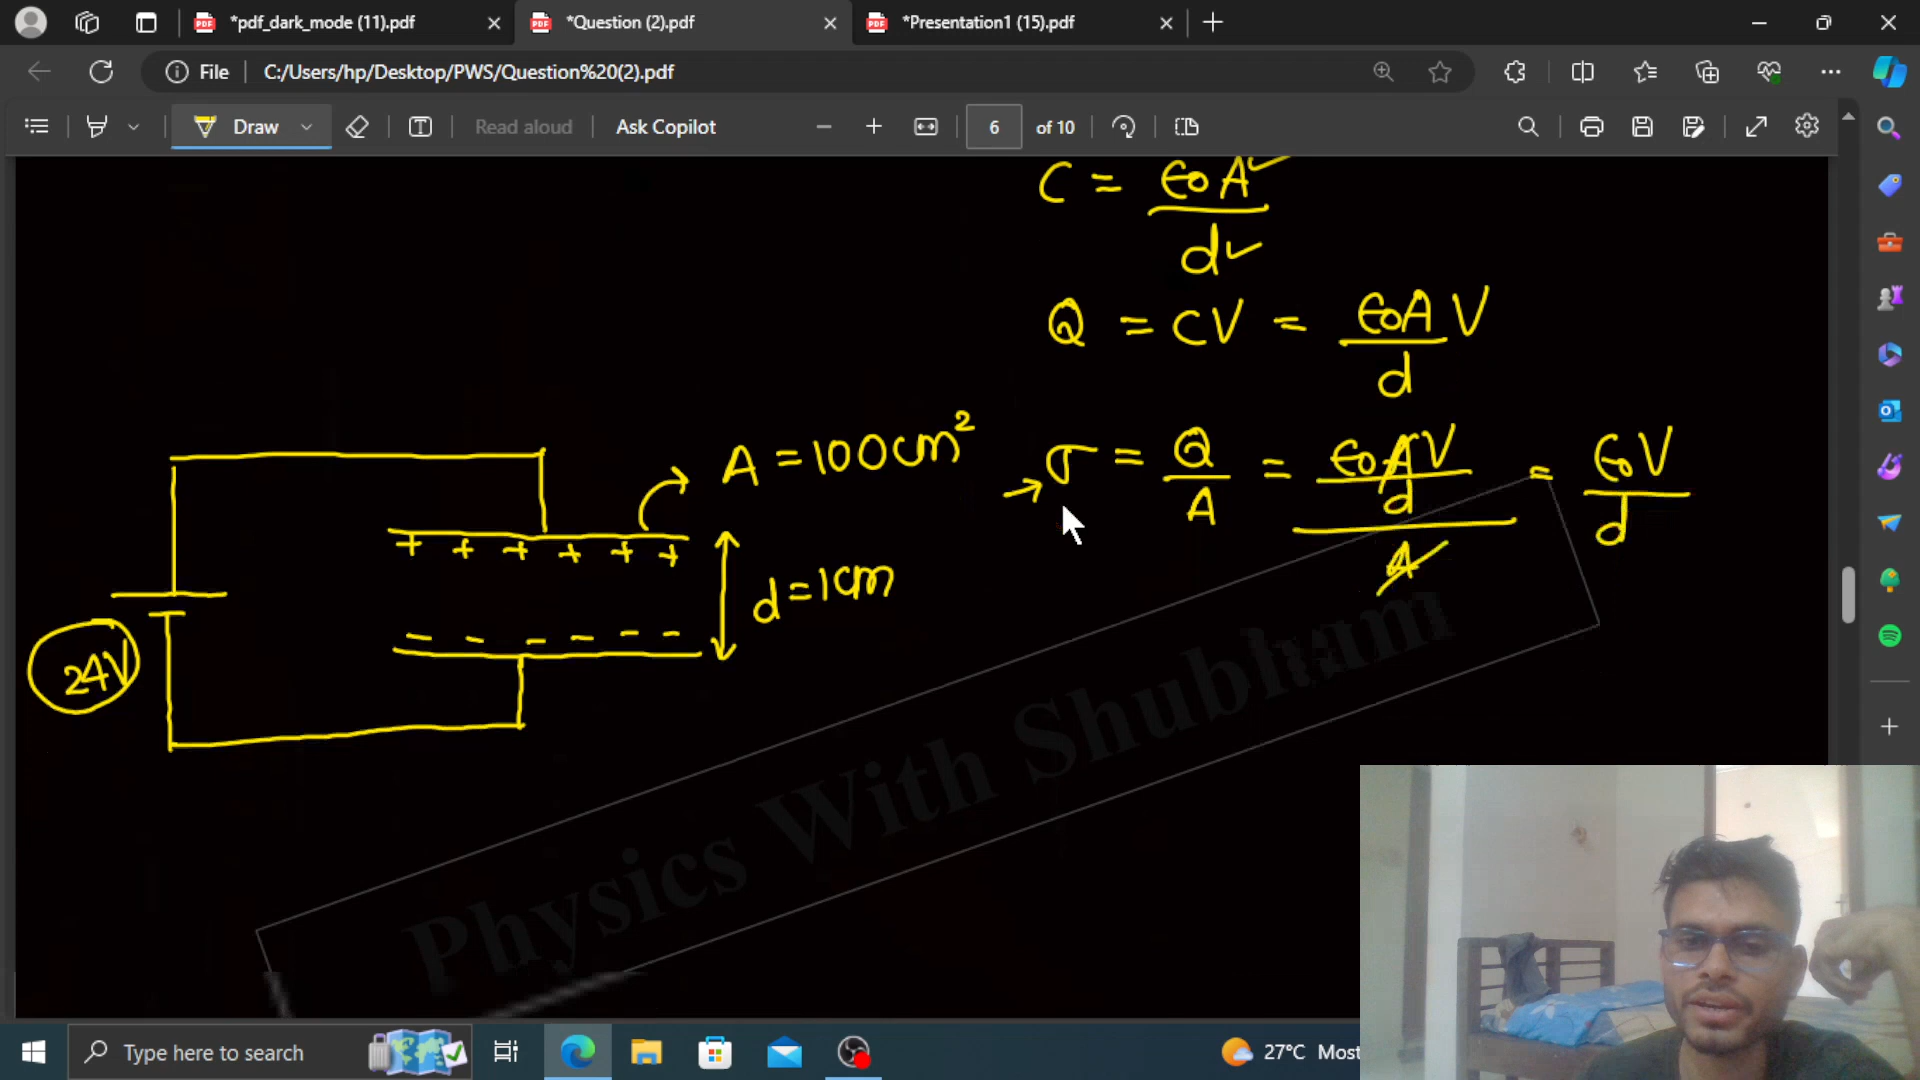 *pdf_dark_mode (11).pdf
*Question (2).pdf
*Presentation1 (15).pdf
File
C:/Users/hp/Desktop/PWS/Question%20(2).pdf
Draw
Read aloud
Ask Copilot
6 of 10
C = ϵ₀A / d
Q = CV = ϵ₀A/d V
A = 100cm²
→ σ = Q/A = (ϵ₀AV/d) / A = ϵ₀V/d
+ + + + + +
d = 1cm
- - - - - -
24V
Physics With Shubham
Type here to search
27°C Most